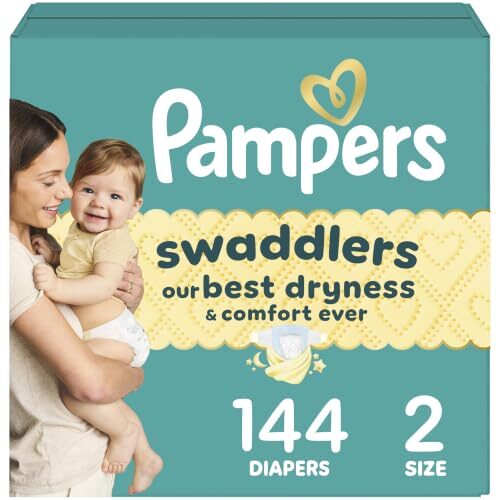 Pampers
swaddlers
our best dryness
& comfort ever
144 2
DIAPERS SIZE